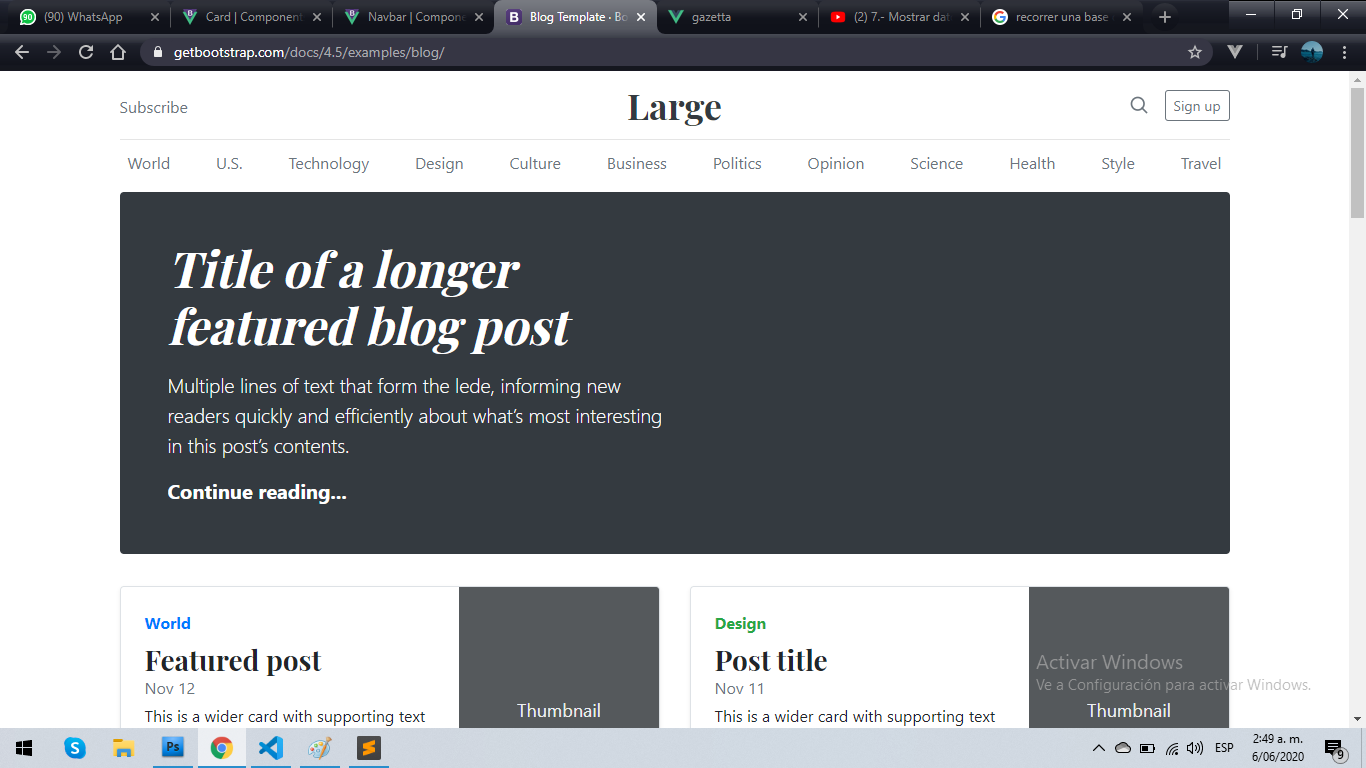 90 (90) WhatsApp
Card | Component
Navbar | Compone
Blog Template · Bo
gazetta
(2) 7.- Mostrar dat
recorrer una base
getbootstrap.com/docs/4.5/examples/blog/
Subscribe
Large
Sign up
World U.S. Technology Design Culture Business Politics Opinion Science Health Style Travel
Title of a longer
featured blog post
Multiple lines of text that form the lede, informing new
readers quickly and efficiently about what’s most interesting
in this post’s contents.
Continue reading...
World
Featured post
Nov 12
This is a wider card with supporting text
Thumbnail
Design
Post title
Nov 11
This is a wider card with supporting text
Thumbnail
Activar Windows
Ve a Configuración para activar Windows.
Ps
ESP
2:49 a. m.
6/06/2020
9